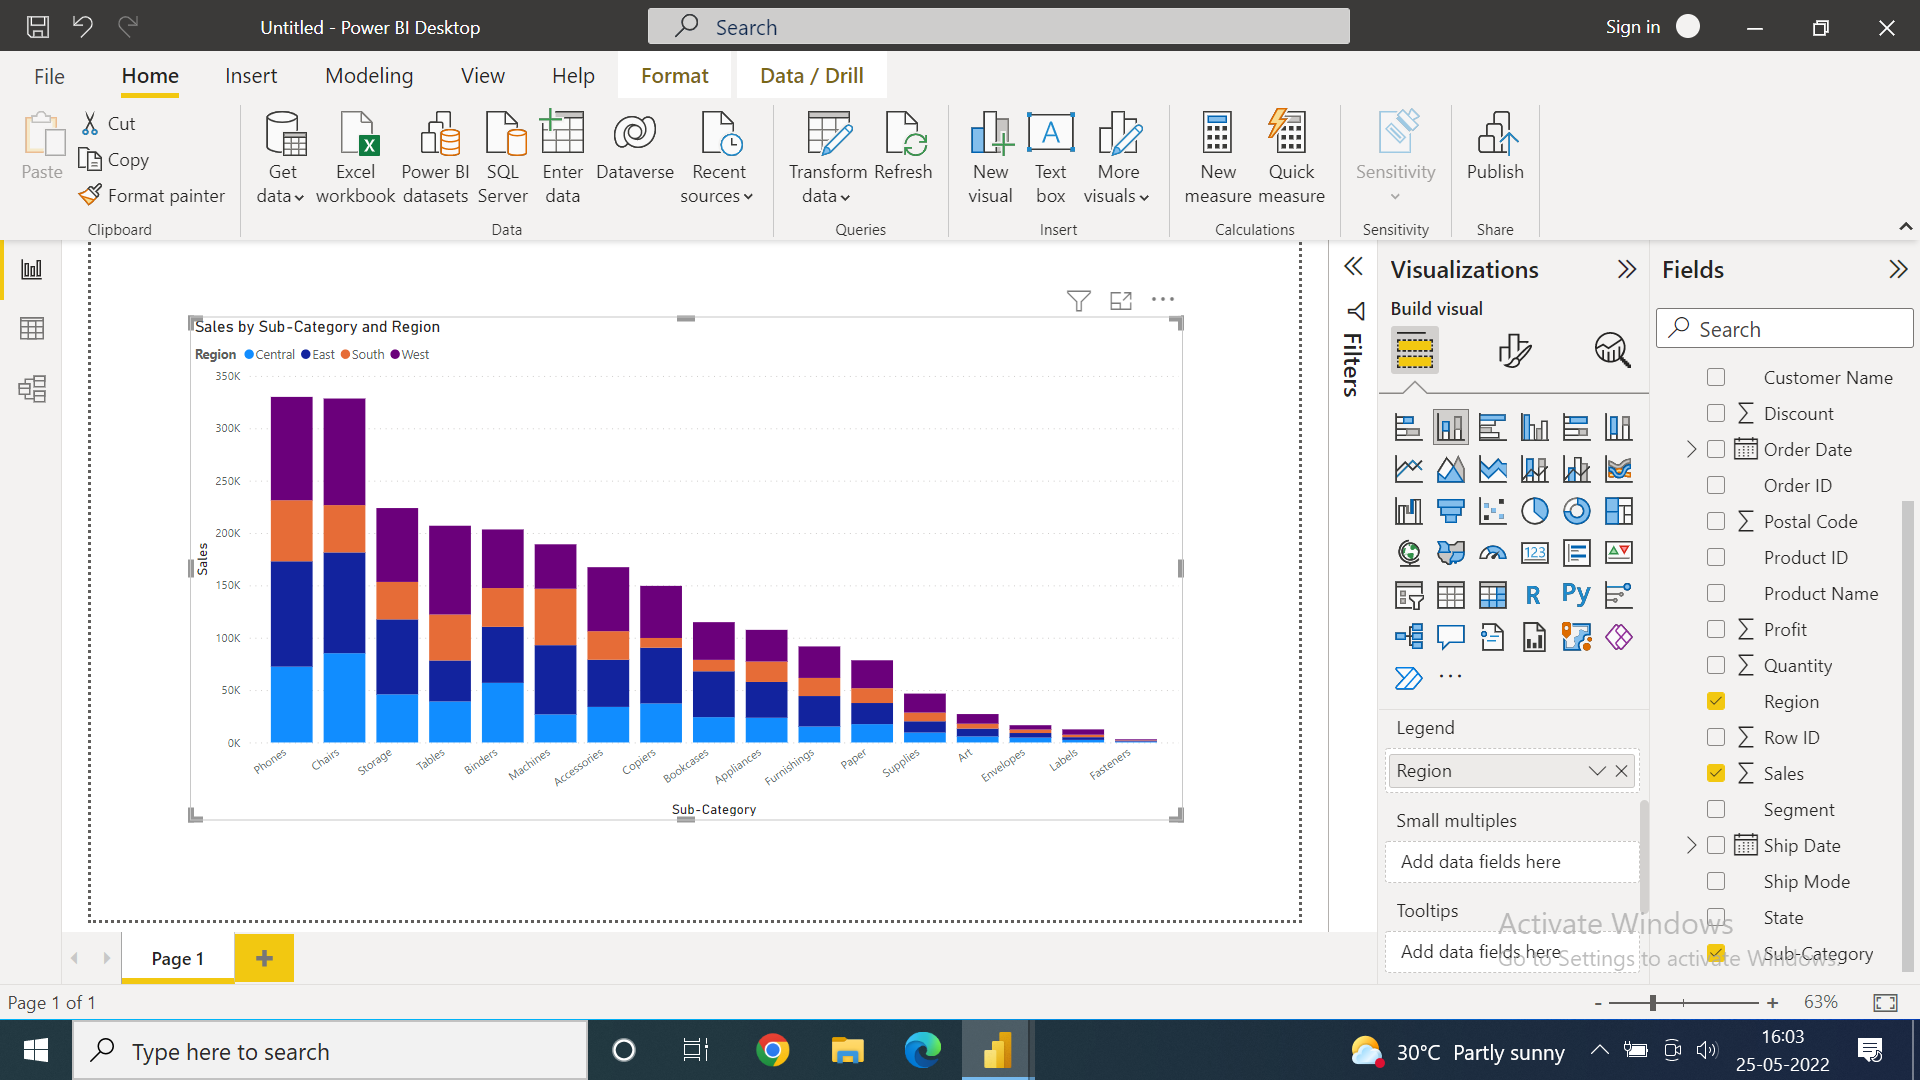 Untitled - Power BI Desktop
Search
Sign in
File
Home
Insert
Modeling
View
Help
Format
Data / Drill
Paste
Cut
Copy
Format painter
Clipboard
Get data
Excel workbook
Power BI datasets
SQL Server
Enter data
Dataverse
Recent sources
Data
Transform data
Refresh
Queries
New visual
A
Text box
More visuals
Insert
New measure
Quick measure
Calculations
Sensitivity
Sensitivity
Publish
Share
Sales by Sub-Category and Region
Region Central East South West
350K
300K
250K
200K
150K
100K
50K
0K
Sales
Phones
Chairs
Storage
Tables
Binders
Machines
Accessories
Copiers
Bookcases
Appliances
Furnishings
Paper
Supplies
Art
Envelopes
Labels
Fasteners
Sub-Category
Filters
Visualizations
Build visual
123
R
Py
Legend
Region
Small multiples
Add data fields here
Tooltips
Add data fields here
Fields
Search
Customer Name
Discount
Order Date
Order ID
Postal Code
Product ID
Product Name
Profit
Quantity
Region
Row ID
Sales
Segment
Ship Date
Ship Mode
State
Sub-Category
Activate Windows
Go to Settings to activate Windows.
Page 1
Page 1 of 1
63%
Type here to search
30°C Partly sunny
16:03
25-05-2022